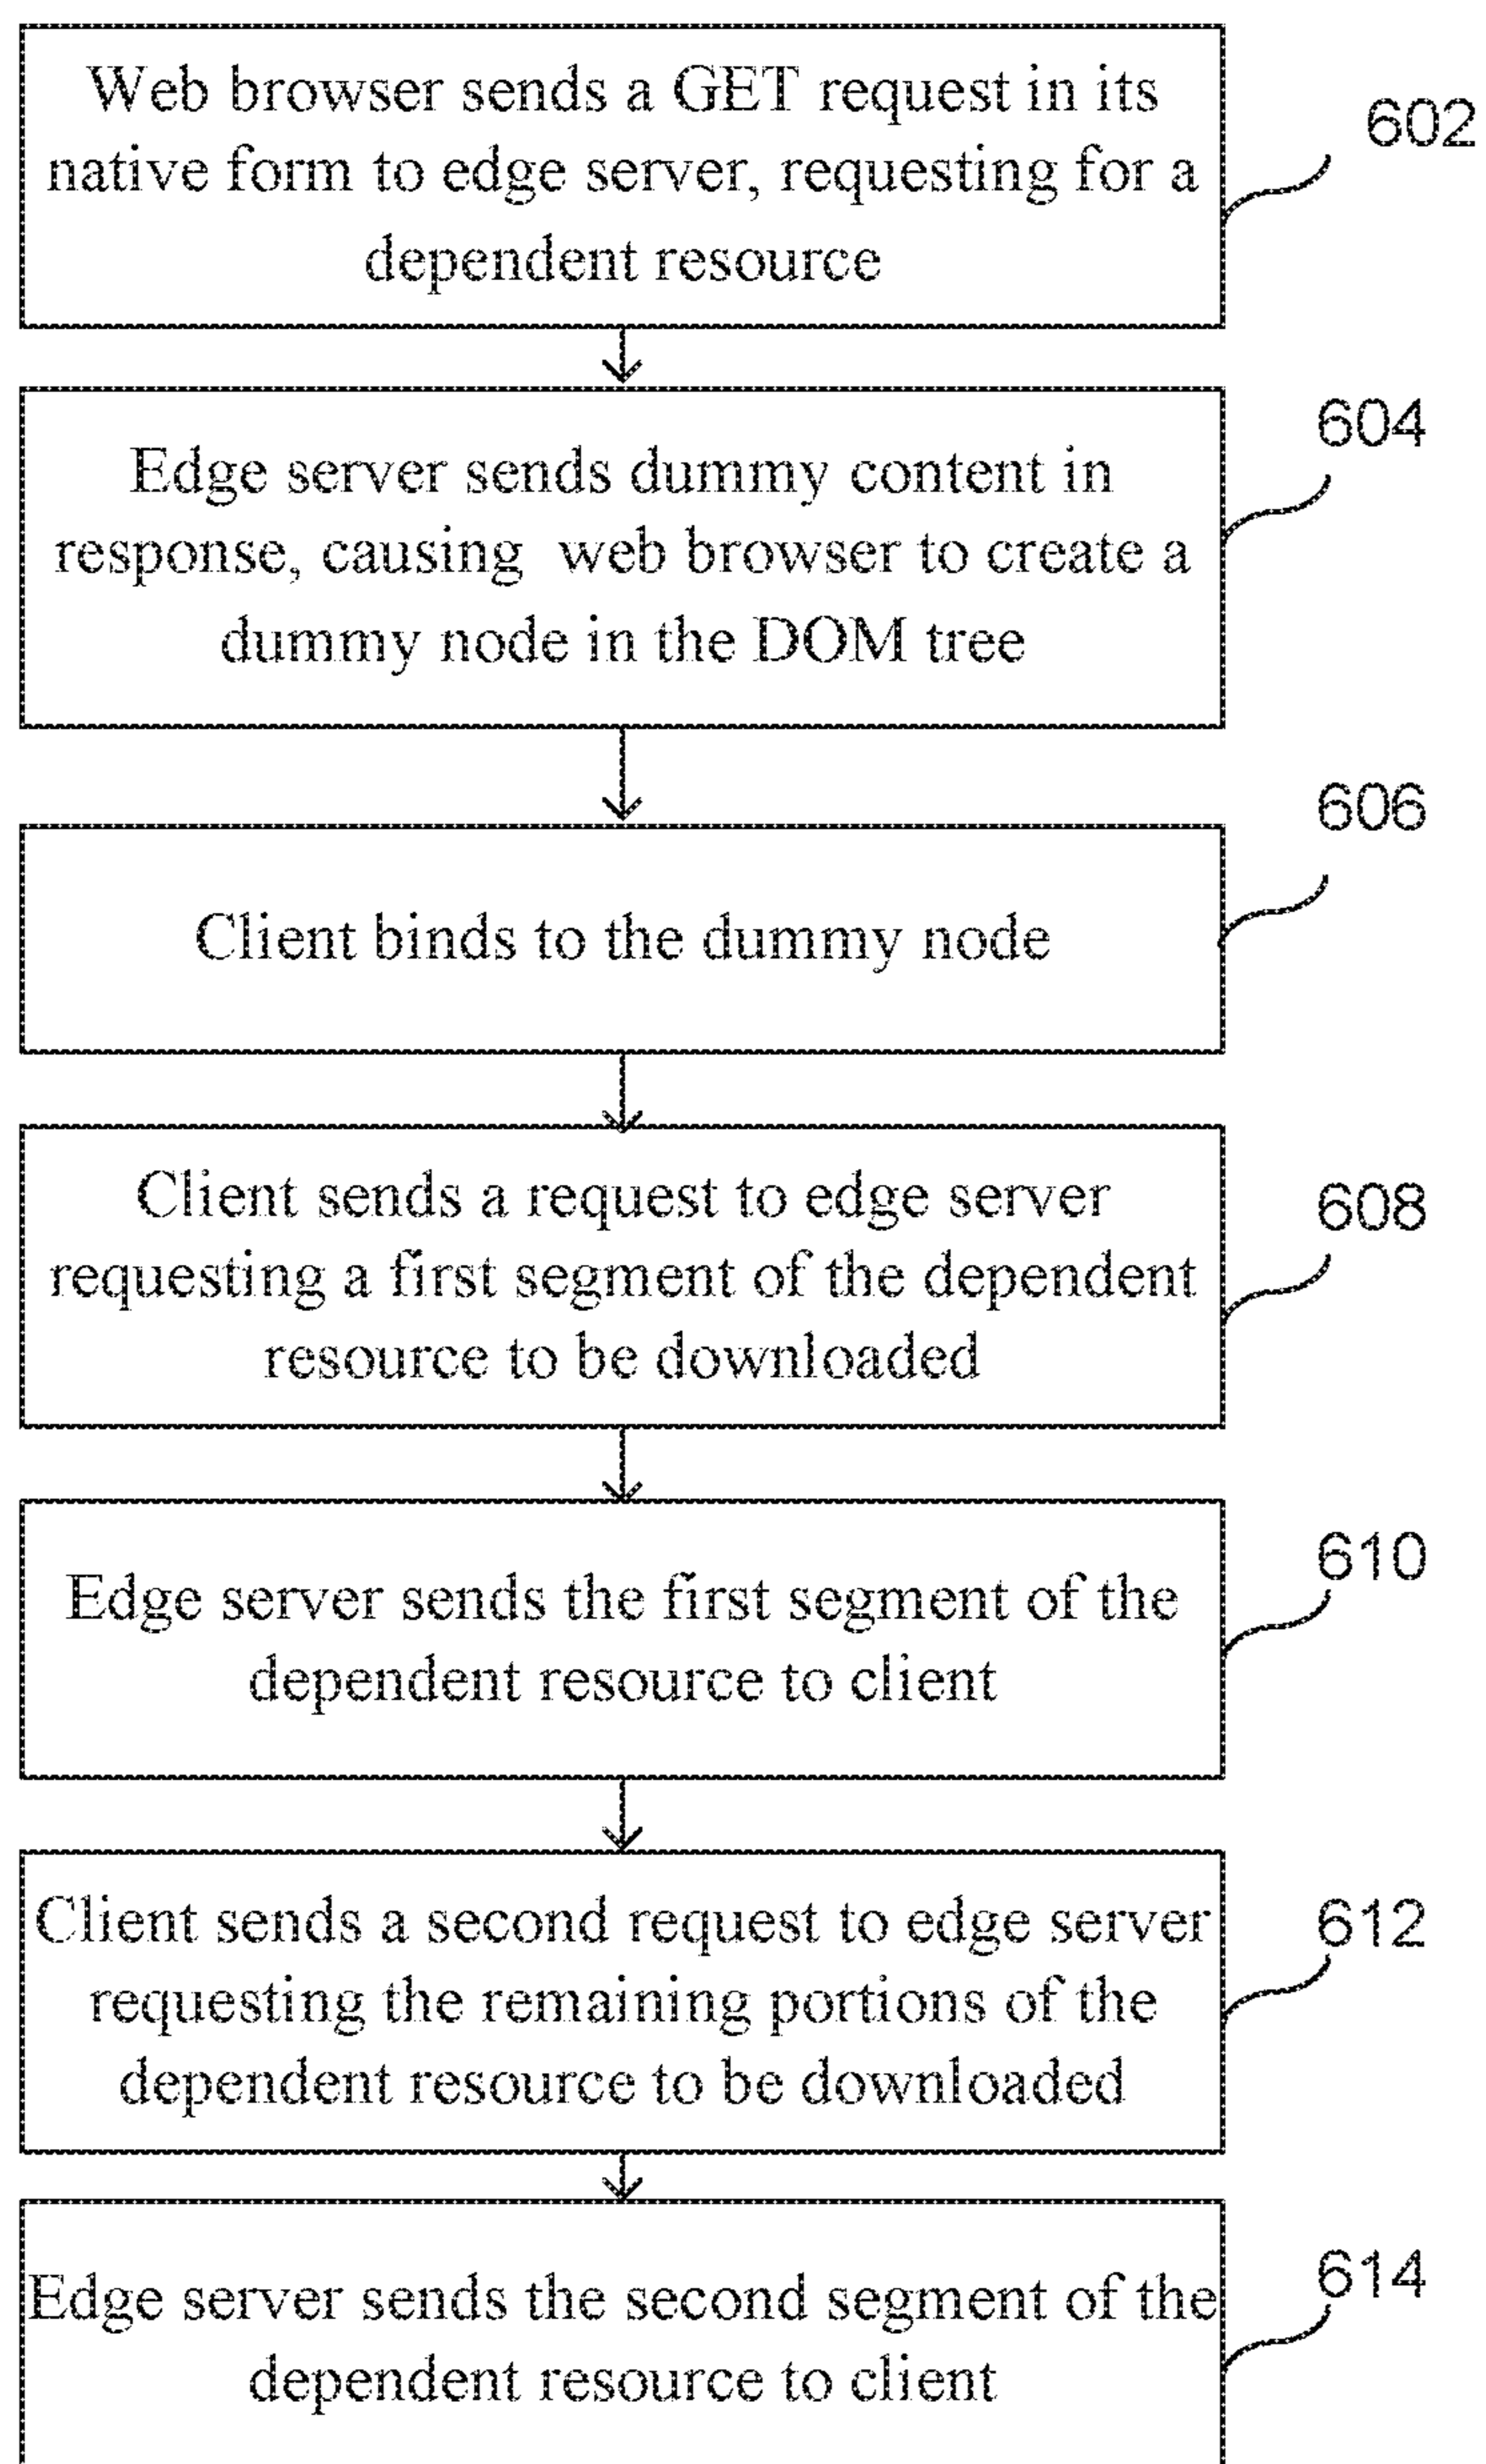 Web browser sends a GET request in its
native form to edge server, requesting for a
dependent resource
602
Edge server sends dummy content in
response, causing web browser to create a
dummy node in the DOM tree
604
Client binds to the dummy node
606
Client sends a request to edge server
requesting a first segment of the dependent
resource to be downloaded
608
Edge server sends the first segment of the
dependent resource to client
610
Client sends a second request to edge server
requesting the remaining portions of the
dependent resource to be downloaded
612
Edge server sends the second segment of the
dependent resource to client
614